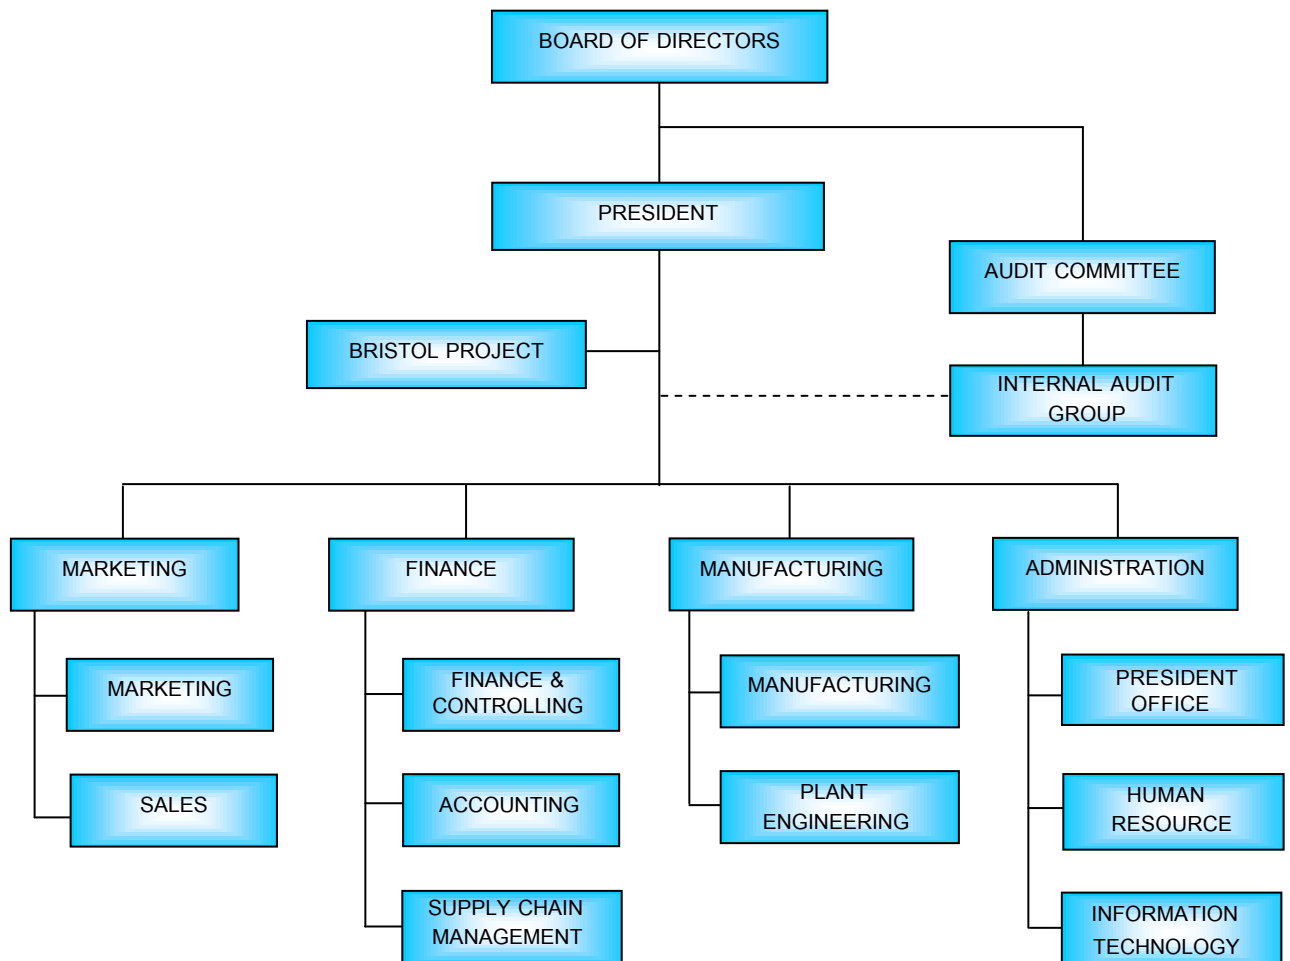 BOARD OF DIRECTORS
PRESIDENT
AUDIT COMMITTEE
BRISTOL PROJECT
INTERNAL AUDIT
GROUP
MARKETING
FINANCE
MANUFACTURING
ADMINISTRATION
MARKETING
FINANCE &
CONTROLLING
MANUFACTURING
PRESIDENT
OFFICE
SALES
ACCOUNTING
PLANT
ENGINEERING
HUMAN
RESOURCE
SUPPLY CHAIN
MANAGEMENT
INFORMATION
TECHNOLOGY